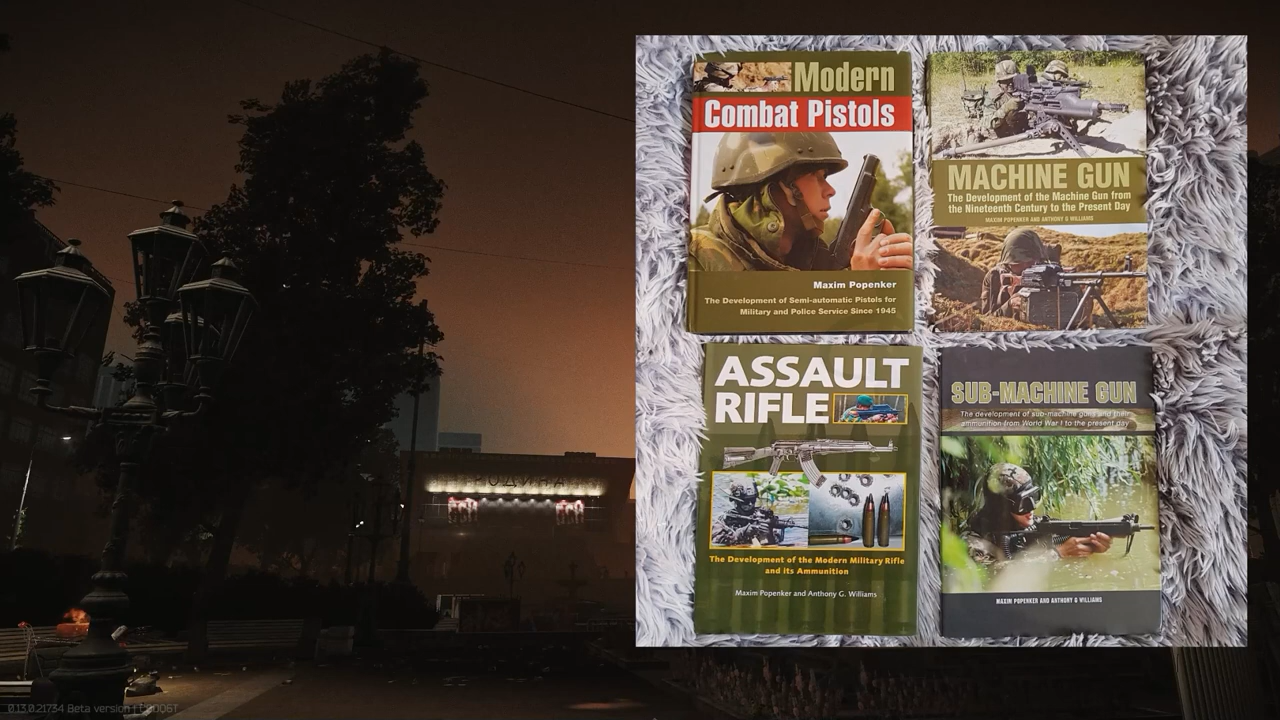 Modern
Combat Pistols
Maxim Popenker
The Development of Semi-automatic Pistols for
Military and Police Service Since 1945
MACHINE GUN
The Development of the Machine Gun from
the Nineteenth Century to the Present Day
MAXIM POPENKER AND ANTHONY G WILLIAMS
ASSAULT
RIFLE
The Development of the Modern Military Rifle
and its Ammunition
Maxim Popenker and Anthony G. Williams
SUB-MACHINE GUN
The development of sub-machine guns and their
ammunition from World War I to the present day
MAXIM POPENKER AND ANTHONY G WILLIAMS
РОДИНА
0.13.0.21734 Beta version |